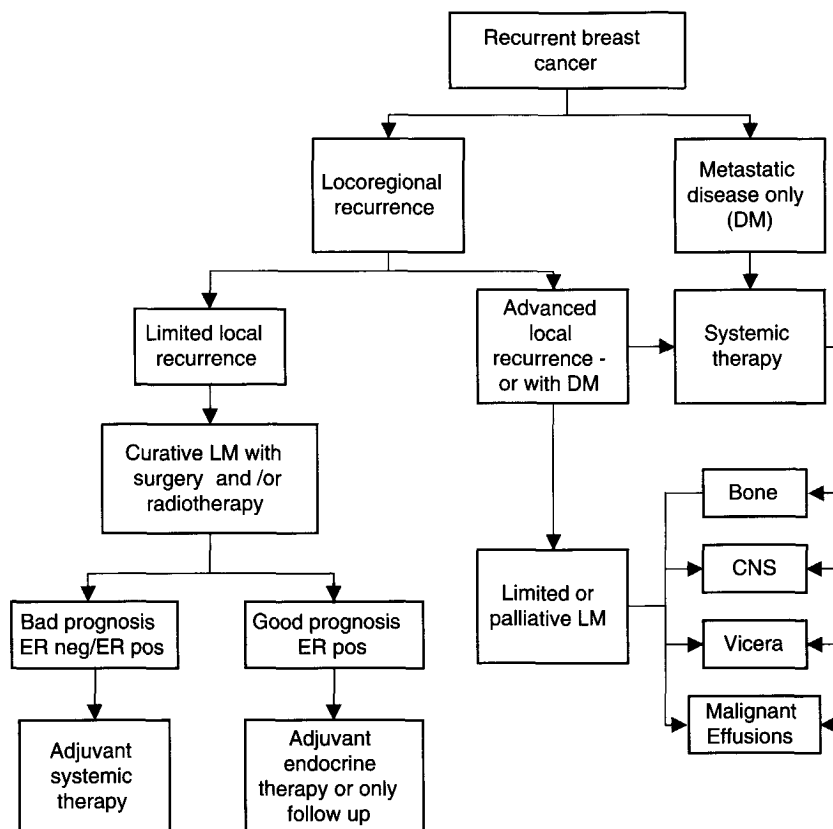 Recurrent breast
cancer
Locoregional
recurrence
Metastatic
disease only
(DM)
Limited local
recurrence
Advanced
local
recurrence -
or with DM
Systemic
therapy
Curative LM with
surgery and /or
radiotherapy
Bone
CNS
Vicera
Malignant
Effusions
Limited or
palliative LM
Bad prognosis
ER neg/ER pos
Good prognosis
ER pos
Adjuvant
systemic
therapy
Adjuvant
endocrine
therapy or only
follow up